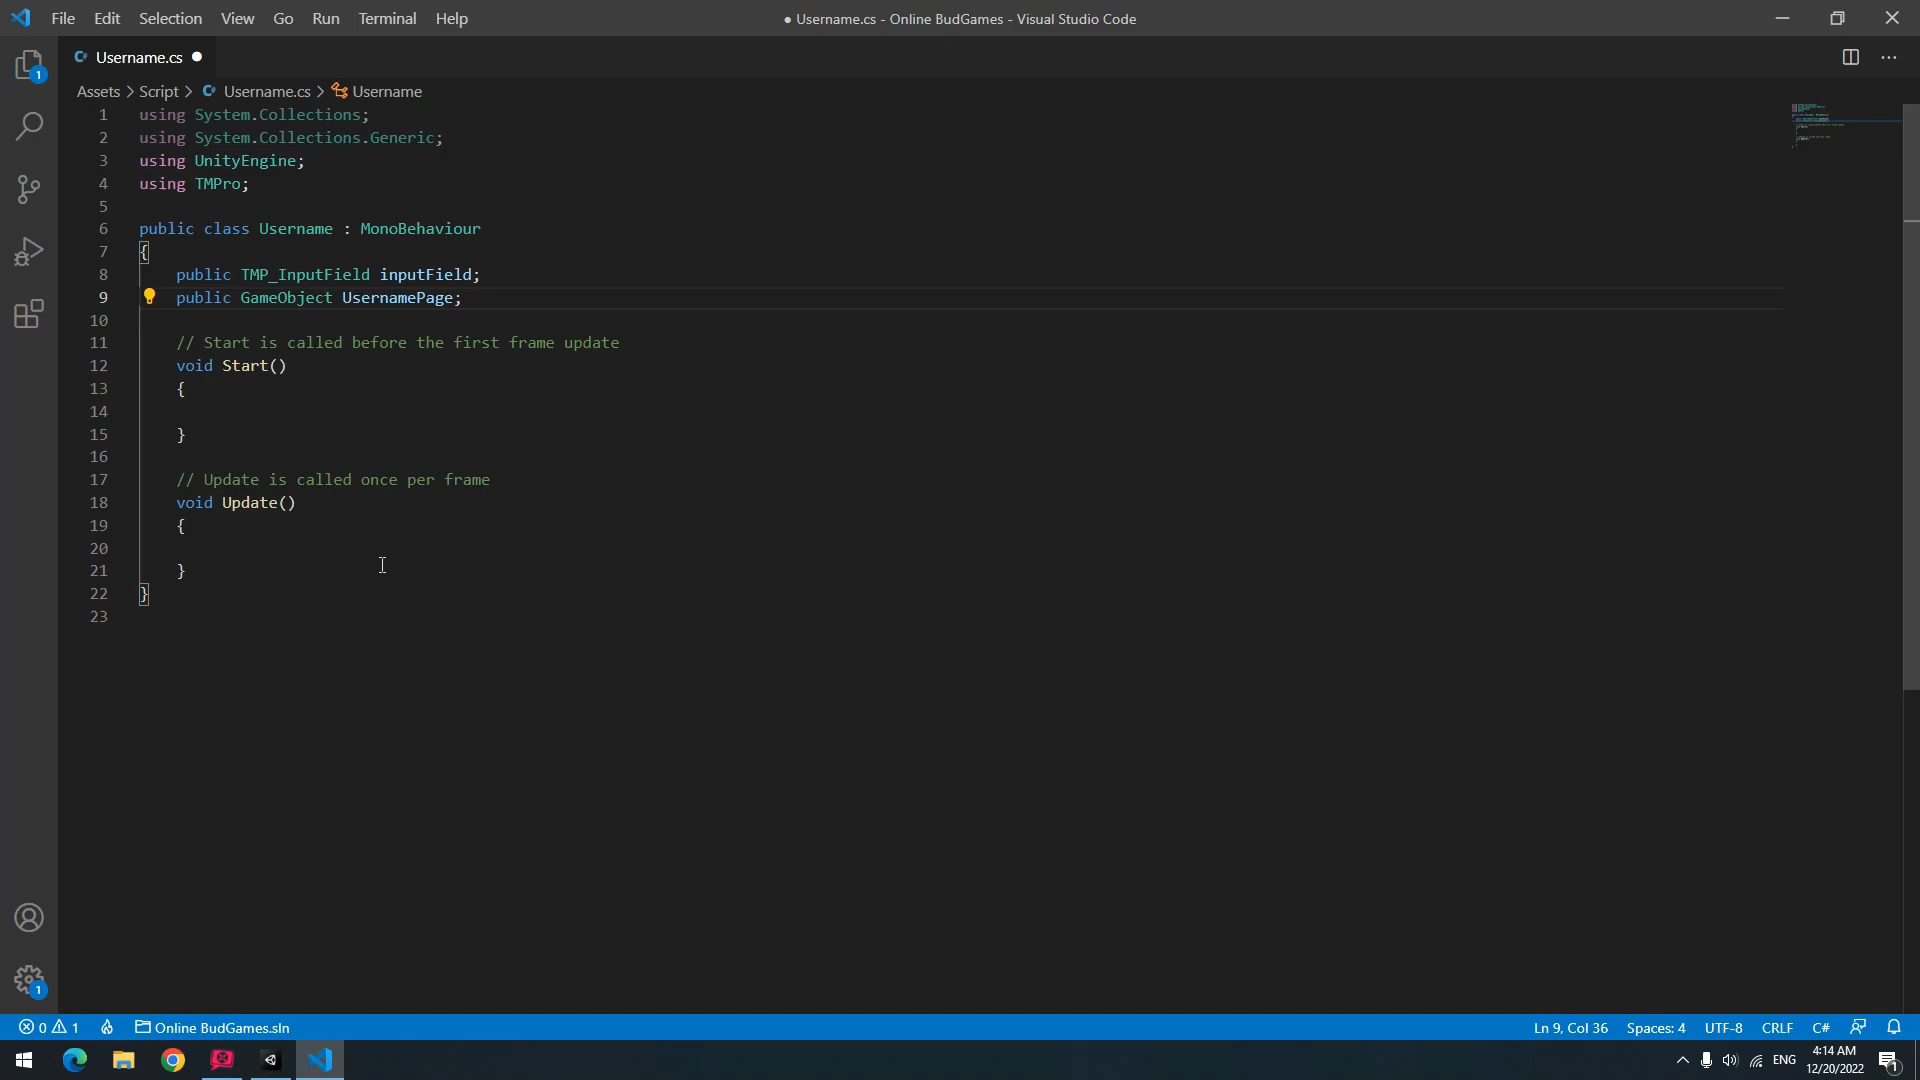 File Edit Selection View Go Run Terminal Help
● Username.cs - Online BudGames - Visual Studio Code
Username.cs ●
Assets > Script > Username.cs > Username
1 using System.Collections;
2 using System.Collections.Generic;
3 using UnityEngine;
4 using TMPro;
5
6 public class Username : MonoBehaviour
7 {
8 public TMP_InputField inputField;
9 public GameObject UsernamePage;
10
11 // Start is called before the first frame update
12 void Start()
13 {
14
15 }
16
17 // Update is called once per frame
18 void Update()
19 {
20
21 }
22 }
23
1
1
0 1 Online BudGames.sln Ln 9, Col 36 Spaces: 4 UTF-8 CRLF C#
ENG 4:14 AM
12/20/2022 1